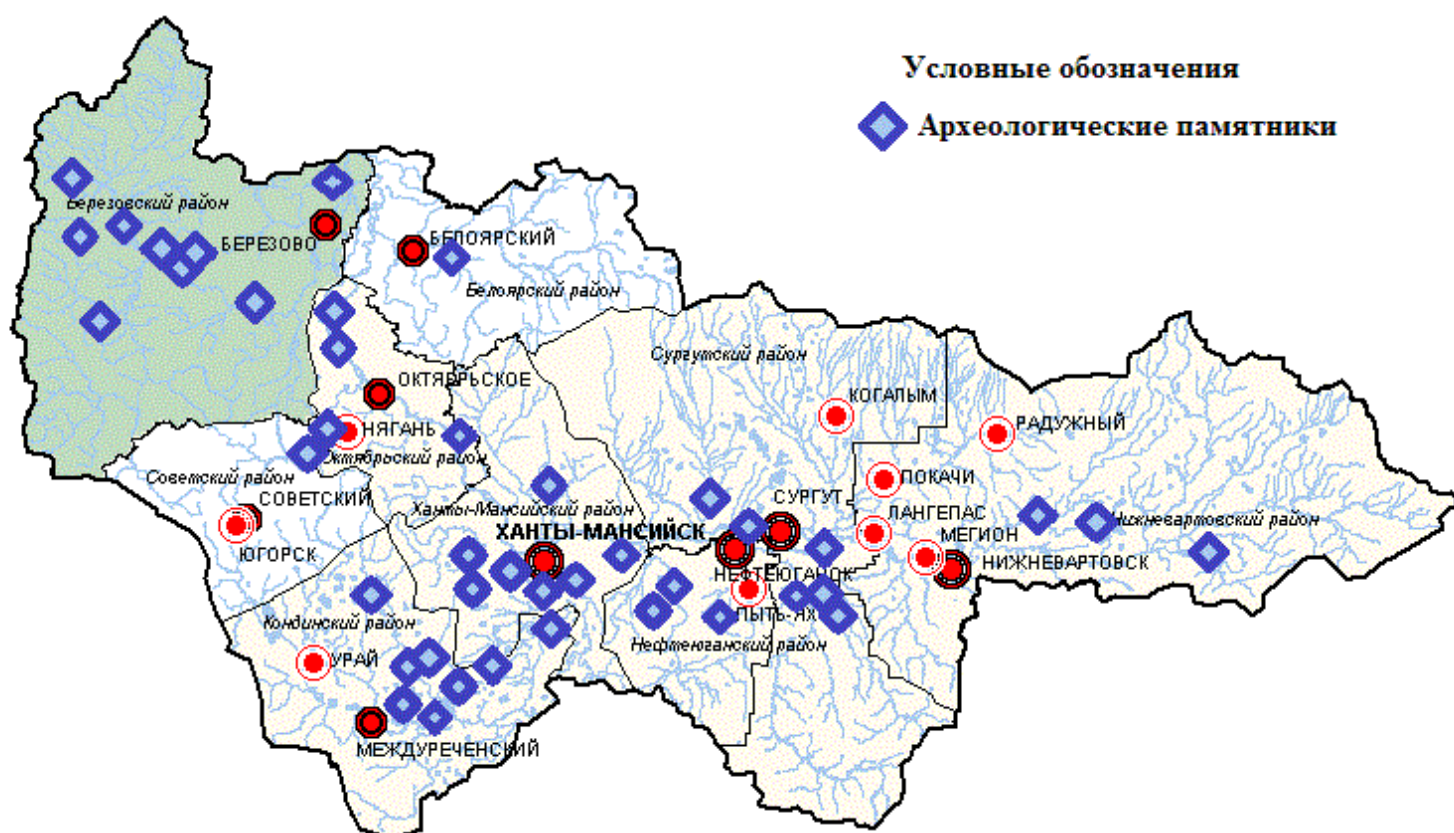 Условные обозначения
Археологические памятники
Березовский район
БЕРЕЗОВО
БЕЛОЯРСКИЙ
Белоярский район
Сургутский район
ОКТЯБРЬСКОЕ
КОГАЛЫМ
РАДУЖНЫЙ
НЯГАНЬ
Октябрьский район
Советский район
СОВЕТСКИЙ
ПОКАЧИ
Ханты-Мансийский район
СУРГУТ
ЛАНГЕПАС
Нижневартовский район
ХАНТЫ-МАНСИЙСК
МЕГИОН
ЮГОРСК
НИЖНЕВАРТОВСК
НЕФТЕЮГАНСК
Кондинский район
ПЫТЬ-ЯХ
Нефтеюганский район
УРАЙ
МЕЖДУРЕЧЕНСКИЙ